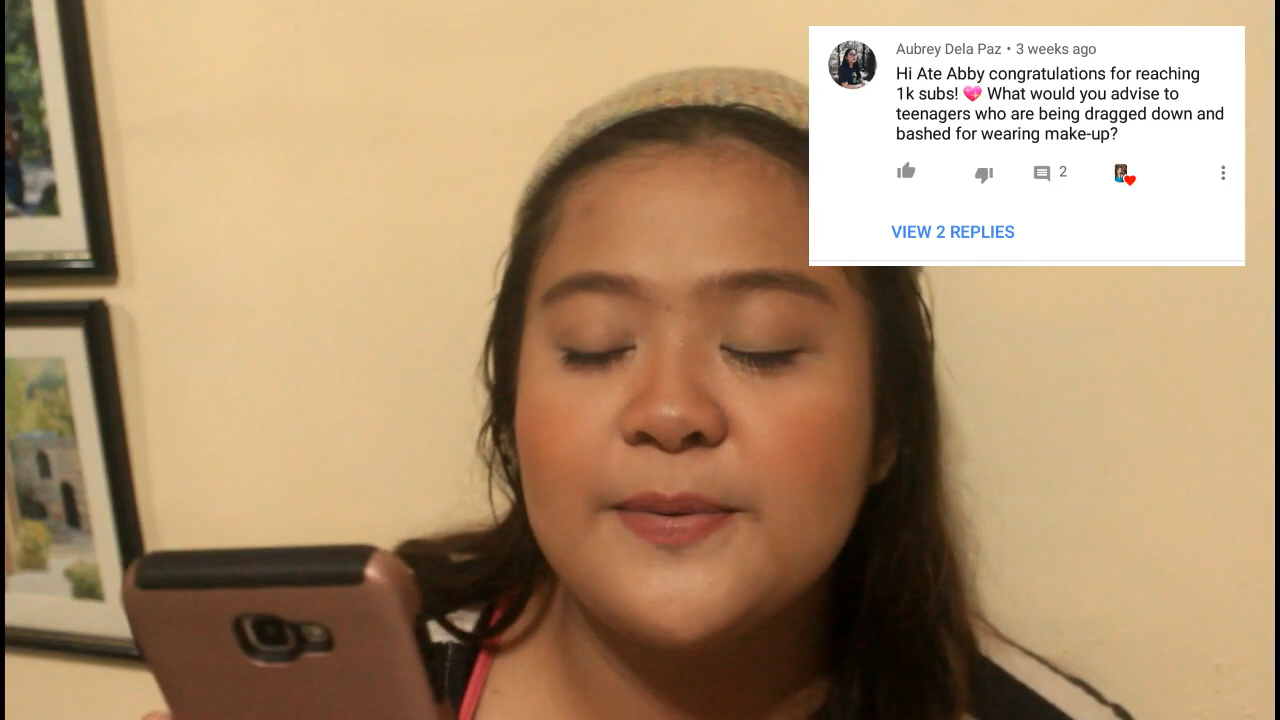 Aubrey Dela Paz • 3 weeks ago
Hi Ate Abby congratulations for reaching
1k subs! 💖 What would you advise to
teenagers who are being dragged down and
bashed for wearing make-up?
2
VIEW 2 REPLIES